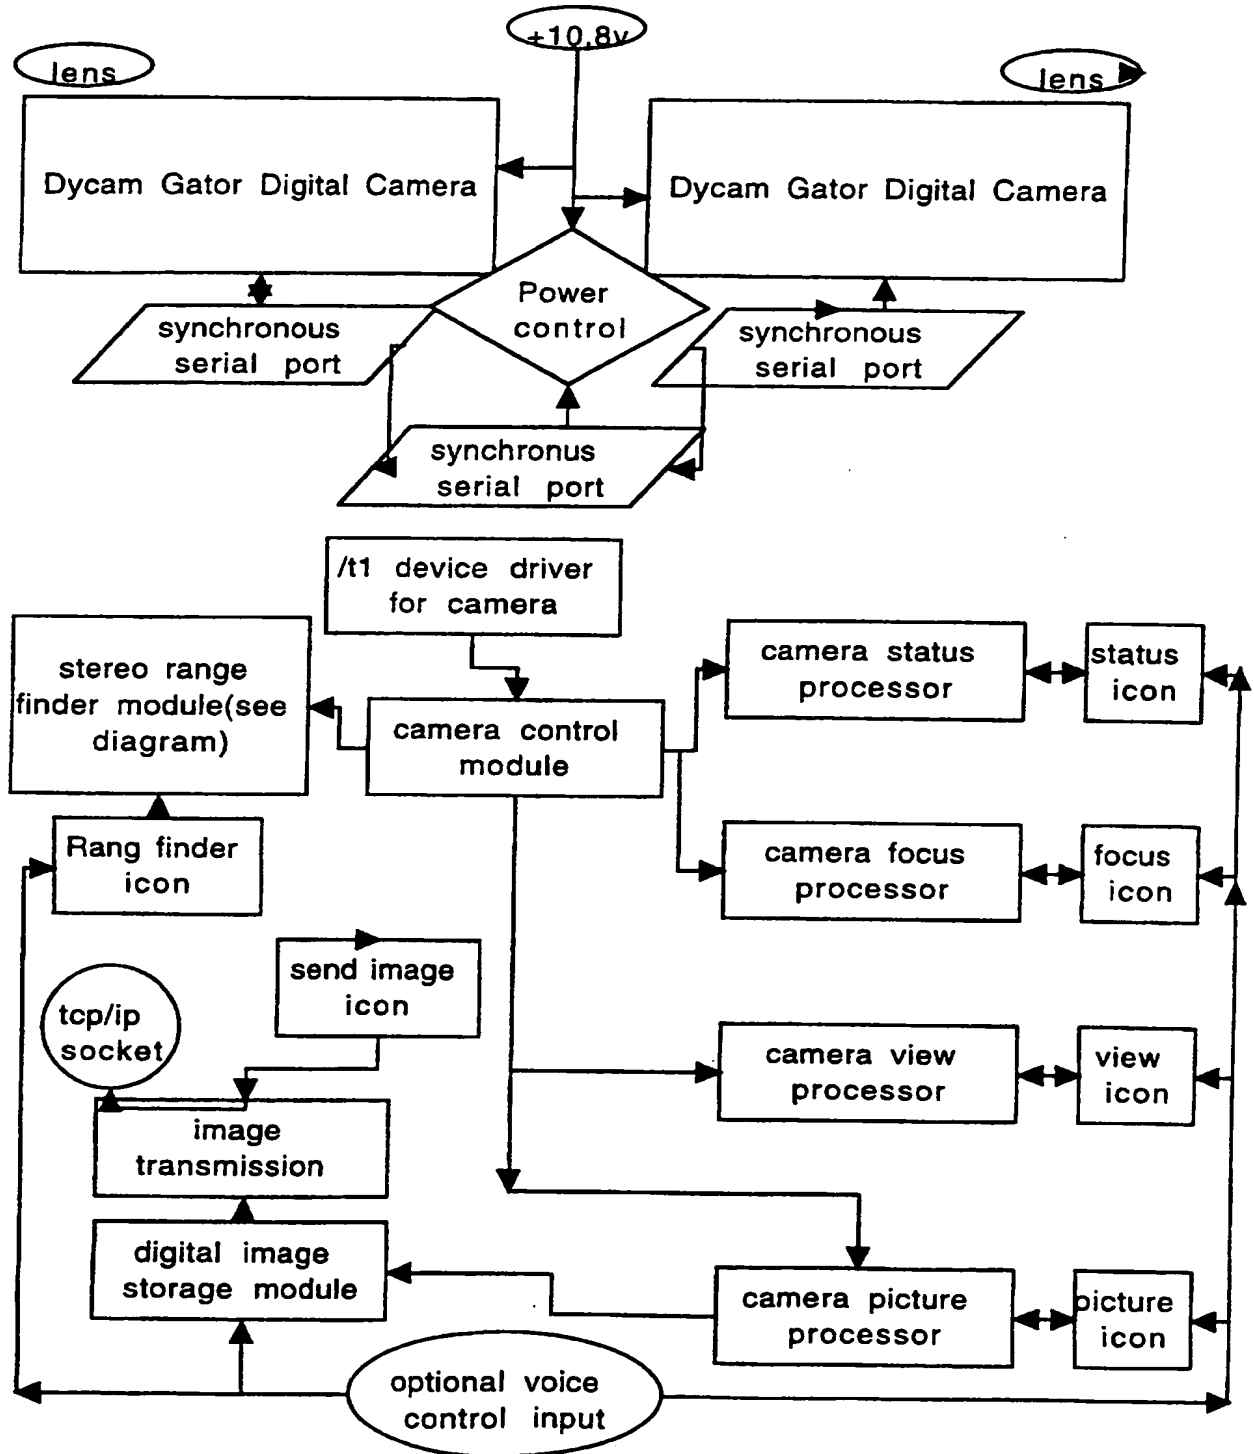 +10,8v
lens
lens
Dycam Gator Digital Camera
Dycam Gator Digital Camera
Power
control
synchronous
serial port
synchronous
serial port
synchronus
serial port
/t1 device driver
for camera
stereo range
finder module(see
diagram)
camera control
module
camera status
processor
status
icon
Rang finder
icon
camera focus
processor
focus
icon
send image
icon
tcp/ip
socket
camera view
processor
view
icon
image
transmission
digital image
storage module
camera picture
processor
picture
icon
optional voice
control input